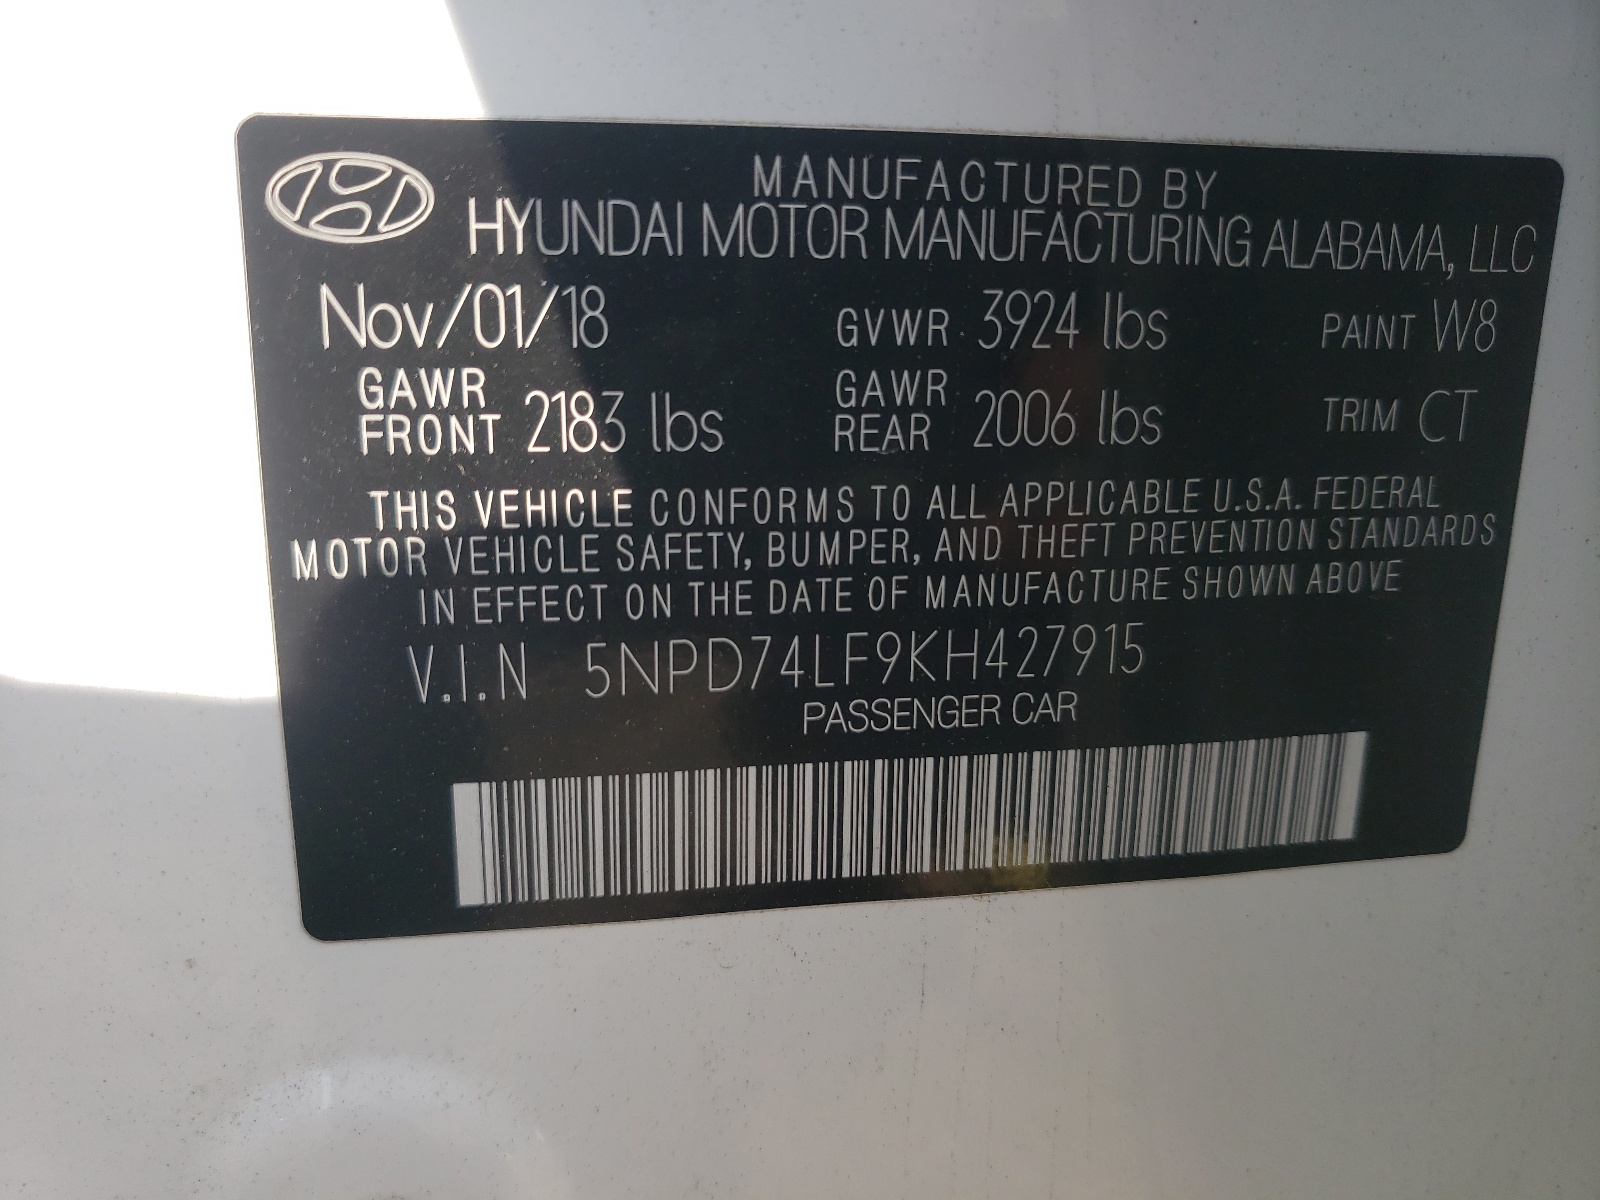 MANUFACTURED BY
HYUNDAI MOTOR MANUFACTURING ALABAMA, LLC
Nov/01/18 GVWR 3924 lbs PAINT W8
GAWR FRONT 2183 lbs GAWR REAR 2006 lbs TRIM CT
THIS VEHICLE CONFORMS TO ALL APPLICABLE U.S.A. FEDERAL
MOTOR VEHICLE SAFETY, BUMPER, AND THEFT PREVENTION STANDARDS
IN EFFECT ON THE DATE OF MANUFACTURE SHOWN ABOVE
V.I.N 5NPD74LF9KH427915
PASSENGER CAR